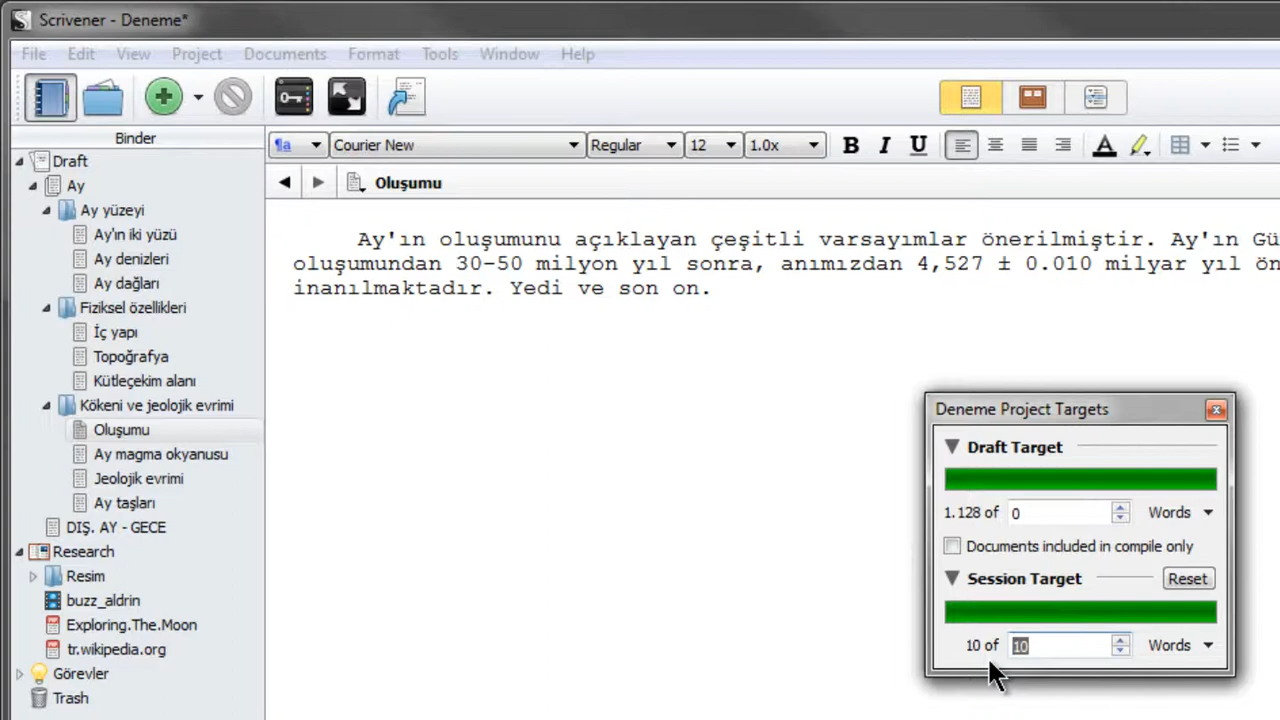 Scrivener - Deneme*
File Edit View Project Documents Format Tools Window Help
Binder
¶a Courier New Regular 12 1.0x B I U A
Oluşumu
Draft
Ay
Ay yüzeyi
Ay'ın iki yüzü
Ay denizleri
Ay dağları
Fiziksel özellikleri
İç yapı
Topoğrafya
Kütleçekim alanı
Kökeni ve jeolojik evrimi
Oluşumu
Ay magma okyanusu
Jeolojik evrimi
Ay taşları
DIŞ. AY - GECE
Research
Resim
buzz_aldrin
Exploring.The.Moon
tr.wikipedia.org
Görevler
Trash
Ay'ın oluşumunu açıklayan çeşitli varsayımlar önerilmiştir. Ay'ın Gü
oluşumundan 30-50 milyon yıl sonra, anımızdan 4,527 ± 0.010 milyar yıl ön
inanılmaktadır. Yedi ve son on.
Deneme Project Targets
Draft Target
1.128 of 0 Words
Documents included in compile only
Session Target Reset
10 of 10 Words